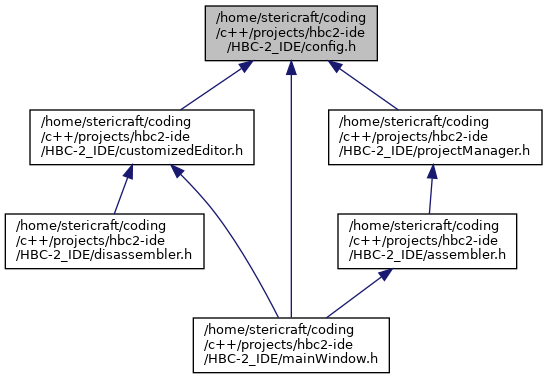 /home/stericraft/coding
/c++/projects/hbc2-ide
/HBC-2_IDE/config.h
/home/stericraft/coding
/c++/projects/hbc2-ide
/HBC-2_IDE/customizedEditor.h
/home/stericraft/coding
/c++/projects/hbc2-ide
/HBC-2_IDE/projectManager.h
/home/stericraft/coding
/c++/projects/hbc2-ide
/HBC-2_IDE/disassembler.h
/home/stericraft/coding
/c++/projects/hbc2-ide
/HBC-2_IDE/assembler.h
/home/stericraft/coding
/c++/projects/hbc2-ide
/HBC-2_IDE/mainWindow.h